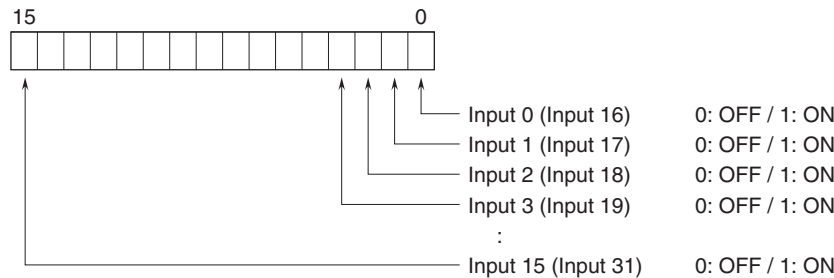 15 0
Input 0 (Input 16) 0: OFF / 1: ON
Input 1 (Input 17) 0: OFF / 1: ON
Input 2 (Input 18) 0: OFF / 1: ON
Input 3 (Input 19) 0: OFF / 1: ON
:
Input 15 (Input 31) 0: OFF / 1: ON